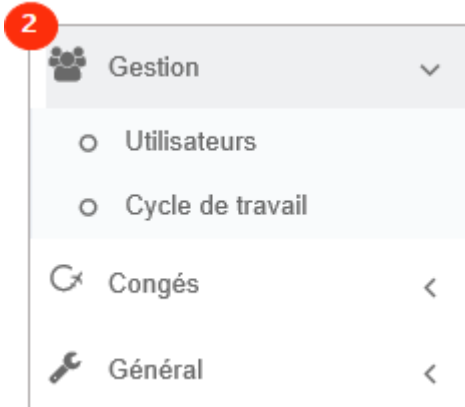 2
Gestion
Utilisateurs
Cycle de travail
Congés
Général